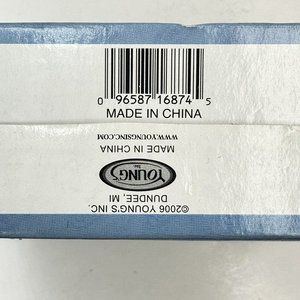 0 96587 16874 5
MADE IN CHINA
©2006 YOUNG'S INC.
DUNDEE, MI
YOUNG'S
Inc.
MADE IN CHINA
WWW.YOUNGSINC.COM